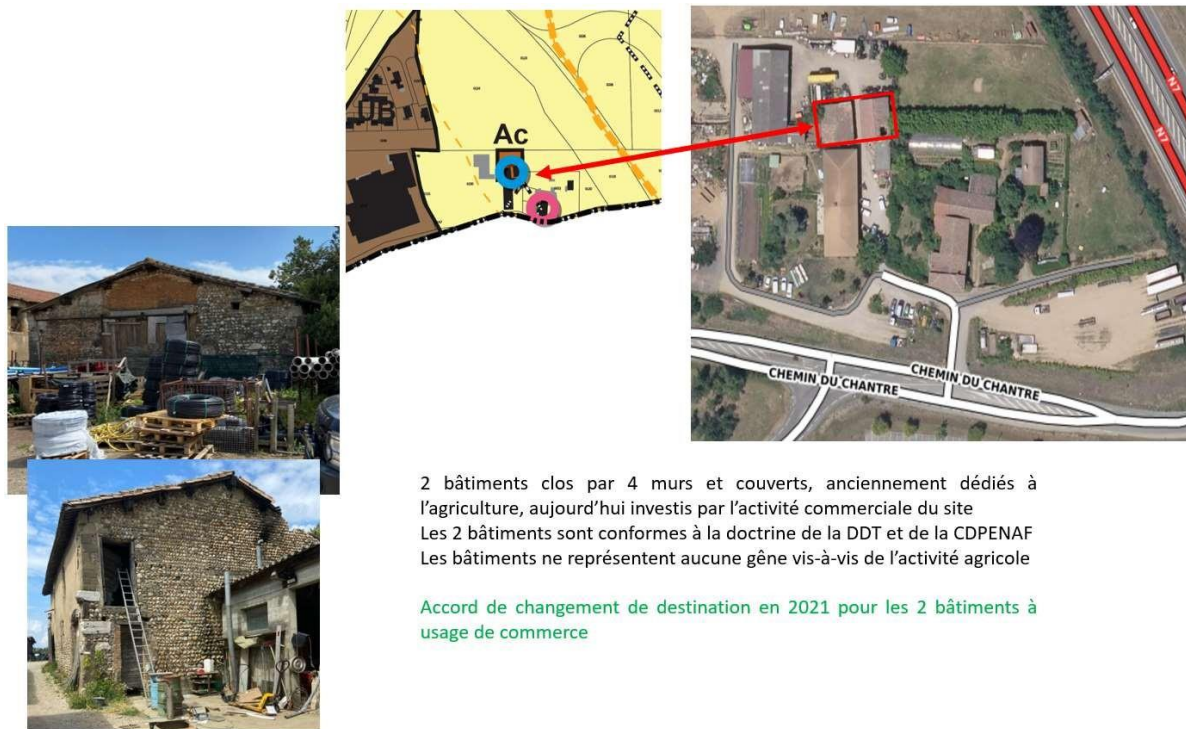 UB
Ac
N7
N7
CHEMIN DU CHANTRE
CHEMIN DU CHANTRE
2 bâtiments clos par 4 murs et couverts, anciennement dédiés à
l’agriculture, aujourd’hui investis par l’activité commerciale du site
Les 2 bâtiments sont conformes à la doctrine de la DDT et de la CDPENAF
Les bâtiments ne représentent aucune gêne vis-à-vis de l’activité agricole
Accord de changement de destination en 2021 pour les 2 bâtiments à
usage de commerce